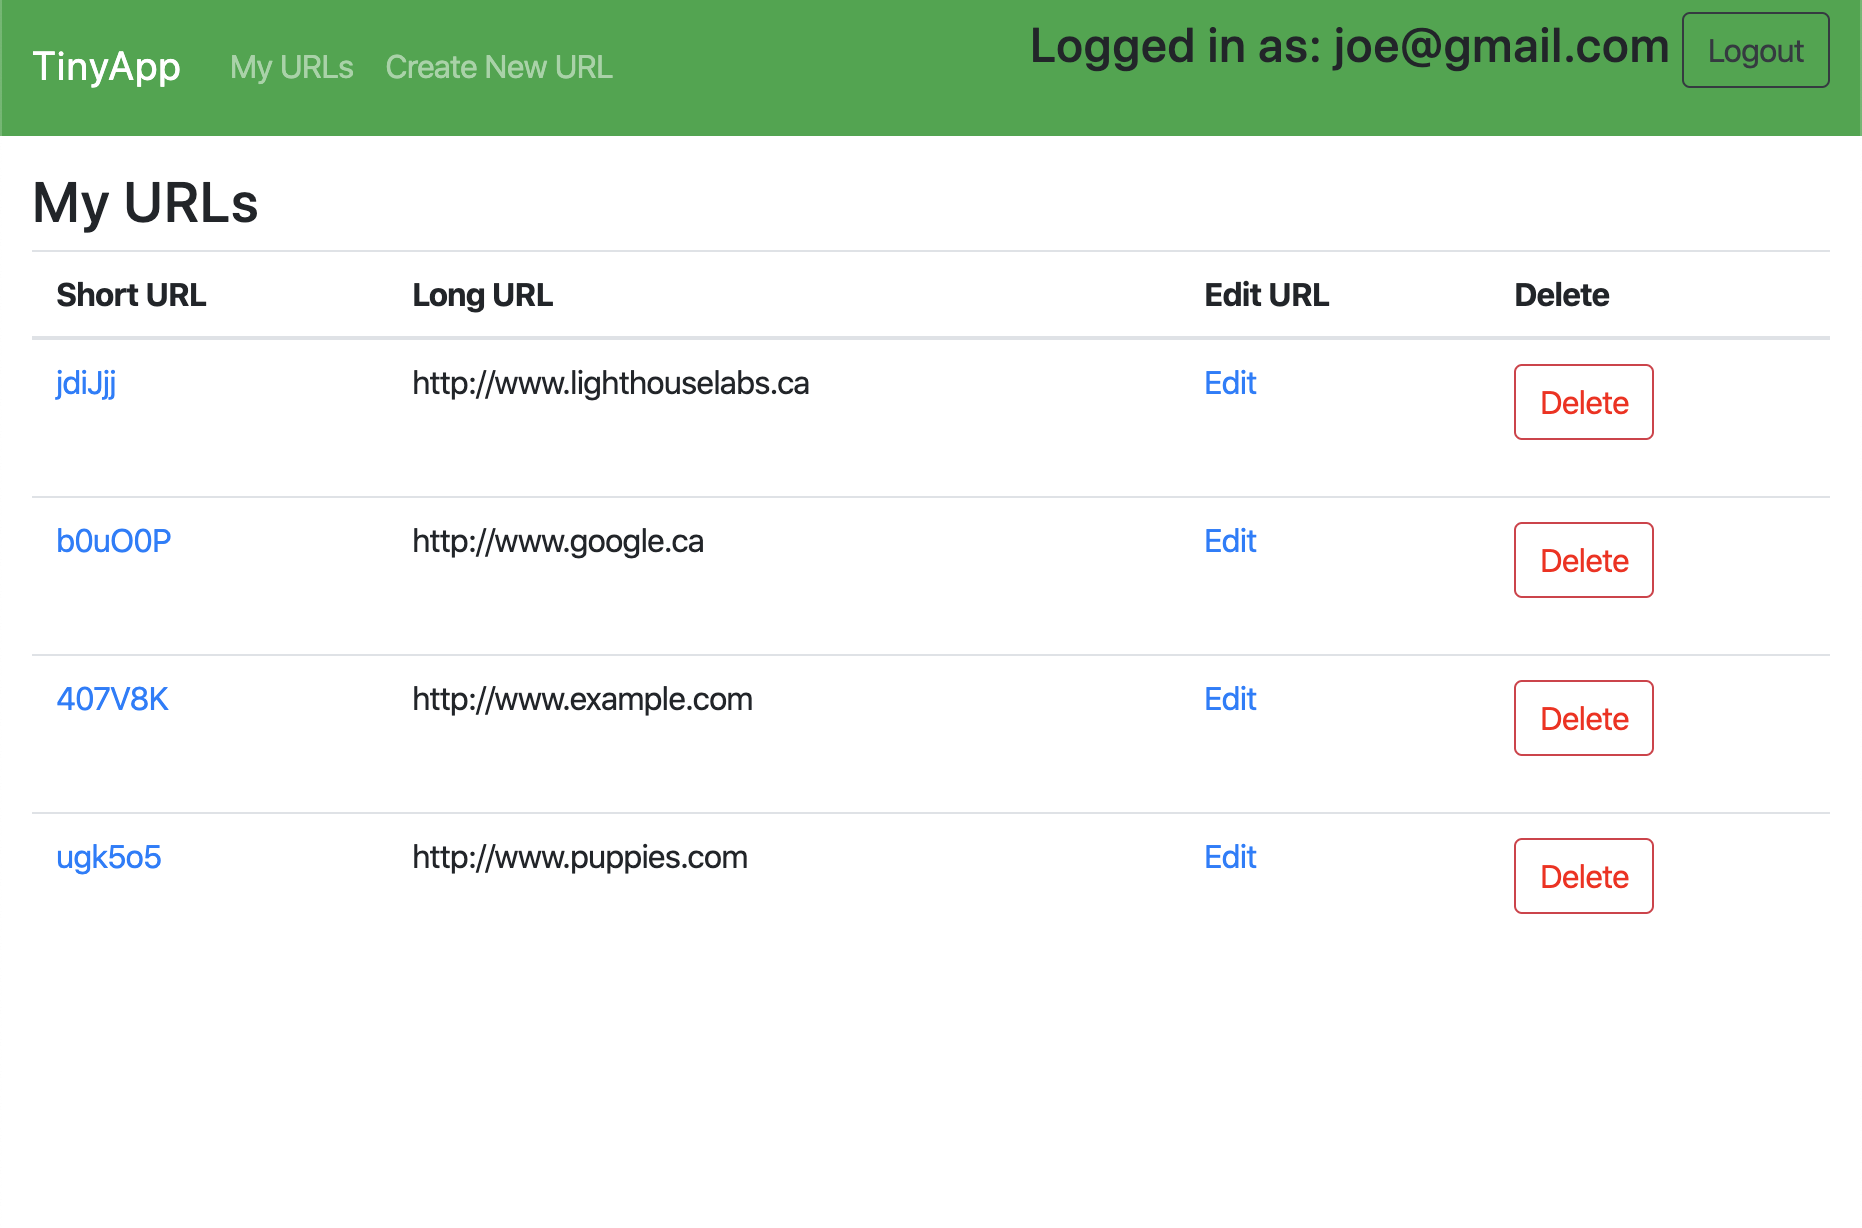 TinyApp My URLs Create New URL Logged in as: joe@gmail.com Logout
My URLs
Short URL Long URL Edit URL Delete
jdiJjj http://www.lighthouselabs.ca Edit Delete
b0uO0P http://www.google.ca Edit Delete
407V8K http://www.example.com Edit Delete
ugk5o5 http://www.puppies.com Edit Delete